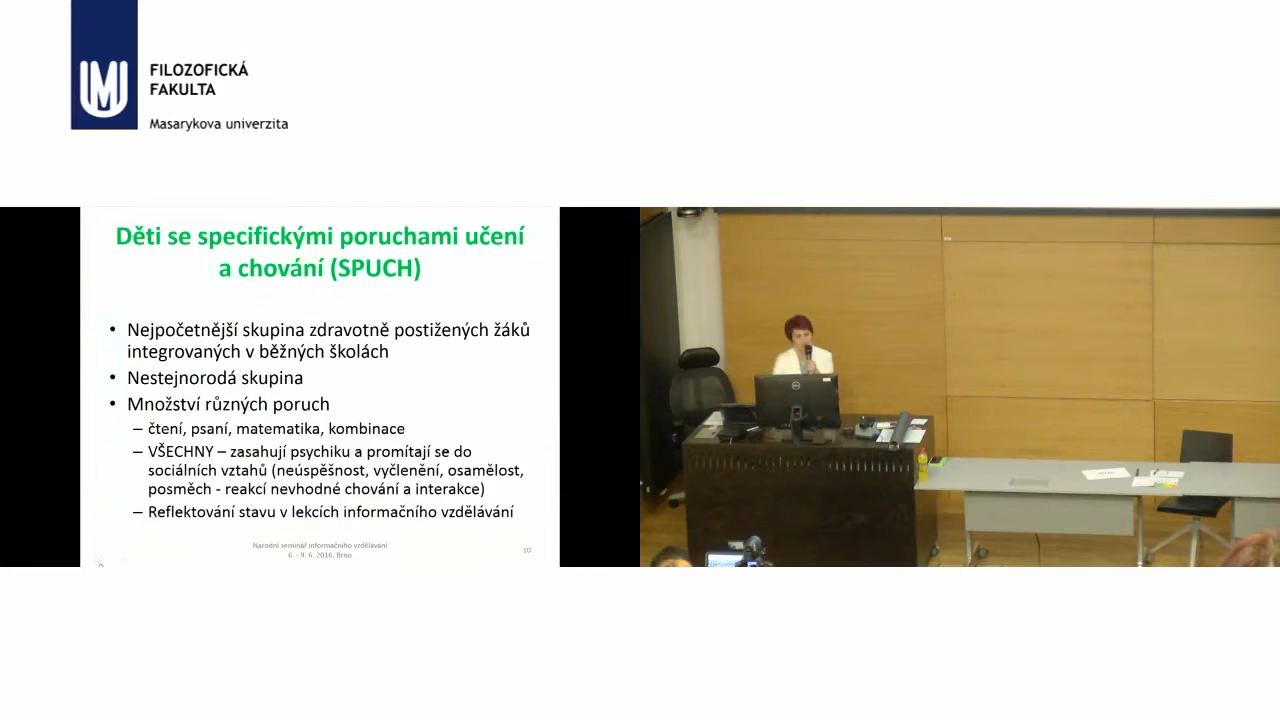 FILOZOFICKÁ
FAKULTA
Masarykova univerzita
Děti se specifickými poruchami učení
a chování (SPUCH)
• Nejpočetnější skupina zdravotně postižených žáků
integrovaných v běžných školách
• Nestejnorodá skupina
• Množství různých poruch
– čtení, psaní, matematika, kombinace
– VŠECHNY – zasahují psychiku a promítají se do
sociálních vztahů (neúspěšnost, vyčlenění, osamělost,
posměch - reakcí nevhodné chování a interakce)
– Reflektování stavu v lekcích informačního vzdělávání
Narodní seminář informačního vzdělávání
6. - 9. 6. 2016, Brno
10
DELL